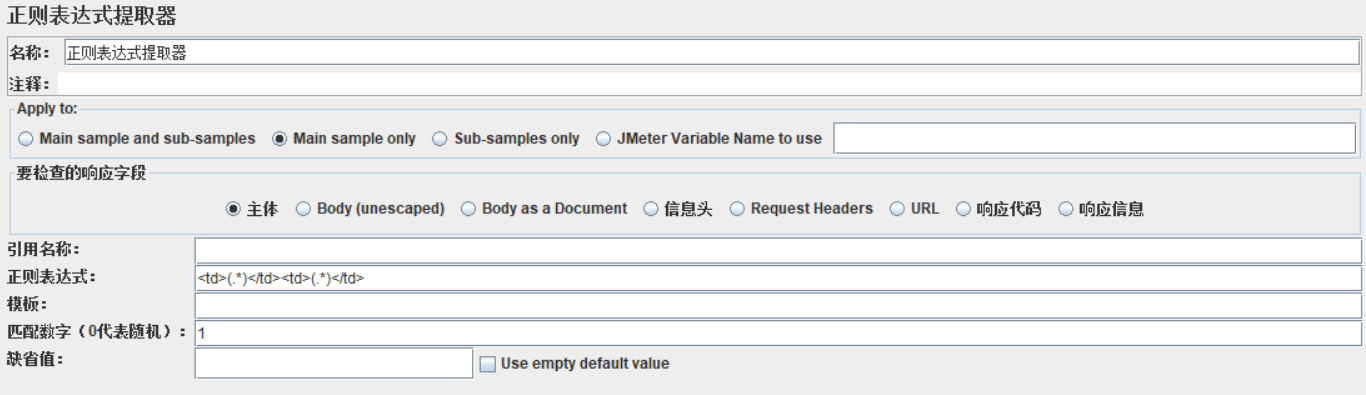 正则表达式提取器
名称： 正则表达式提取器
注释：
Apply to:
Main sample and sub-samples Main sample only Sub-samples only JMeter Variable Name to use
要检查的响应字段
主体 Body (unescaped) Body as a Document 信息头 Request Headers URL 响应代码 响应信息
引用名称：
正则表达式： <td>(.*)</td><td>(.*)</td>
模板：
匹配数字（0代表随机）： 1
缺省值： Use empty default value